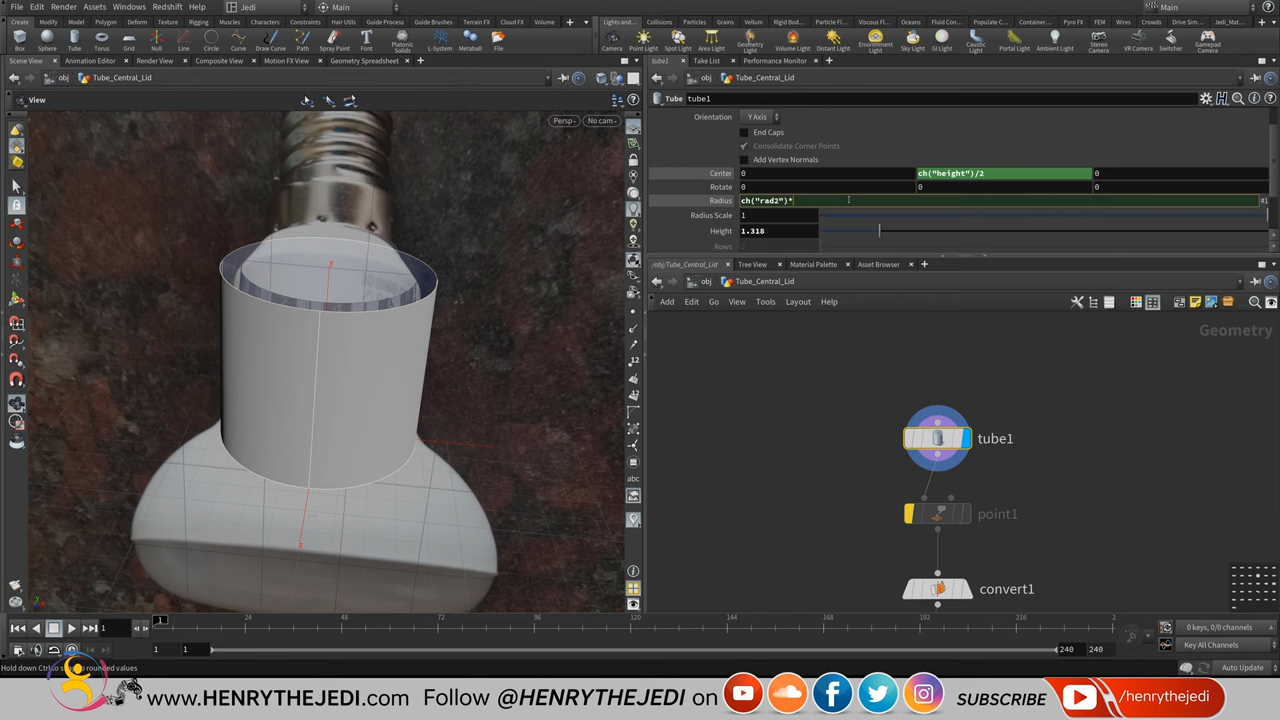 File Edit Render Assets Windows Redshift Help
Jedi
Main
Main
Create Modify Model Polygon Deform Texture Rigging Muscles Characters Constraints Hair Utils Guide Process Guide Brushes Terrain FX Cloud FX Volume
Lights and... Collisions Particles Grains Vellum Rigid Bod... Particle Fl... Viscous Fl... Oceans Fluid Con... Populate C... Container... Pyro FX FEM Wires Crowds Drive Sim... Jedi_Mat...
Box Sphere Tube Torus Grid Null Line Circle Curve Draw Curve Path Spray Paint Font Platonic Solids L-System Metaball File
Camera Point Light Spot Light Area Light Geometry Light Volume Light Distant Light Environment Light Sky Light GI Light Caustic Light Portal Light Ambient Light Stereo Camera VR Camera Switcher Gamepad Camera
Scene View Animation Editor Render View Composite View Motion FX View Geometry Spreadsheet
tube1 Take List Performance Monitor
obj Tube_Central_Lid
obj Tube_Central_Lid
View
Tube tube1
Persp No cam
Orientation Y Axis
End Caps
Consolidate Corner Points
Add Vertex Normals
Center 0 ch("height")/2 0
Rotate 0 0 0
Radius ch("rad2")* #1
Radius Scale 1
Height 1.318
Rows 2
y
z
/obj/Tube_Central_Lid Tree View Material Palette Asset Browser
obj Tube_Central_Lid
Add Edit Go View Tools Layout Help
Geometry
tube1
point1
convert1
12
12
abc
1
1
24 48 72 96 120 144 168 192 216 2
0 keys, 0/0 channels
1 1 240 240
Key All Channels
Hold down Ctrl to
rounded values
Auto Update
www.HENRYTHEJEDI.com Follow @HENRYTHEJEDI on
SUBSCRIBE
/henrythejedi